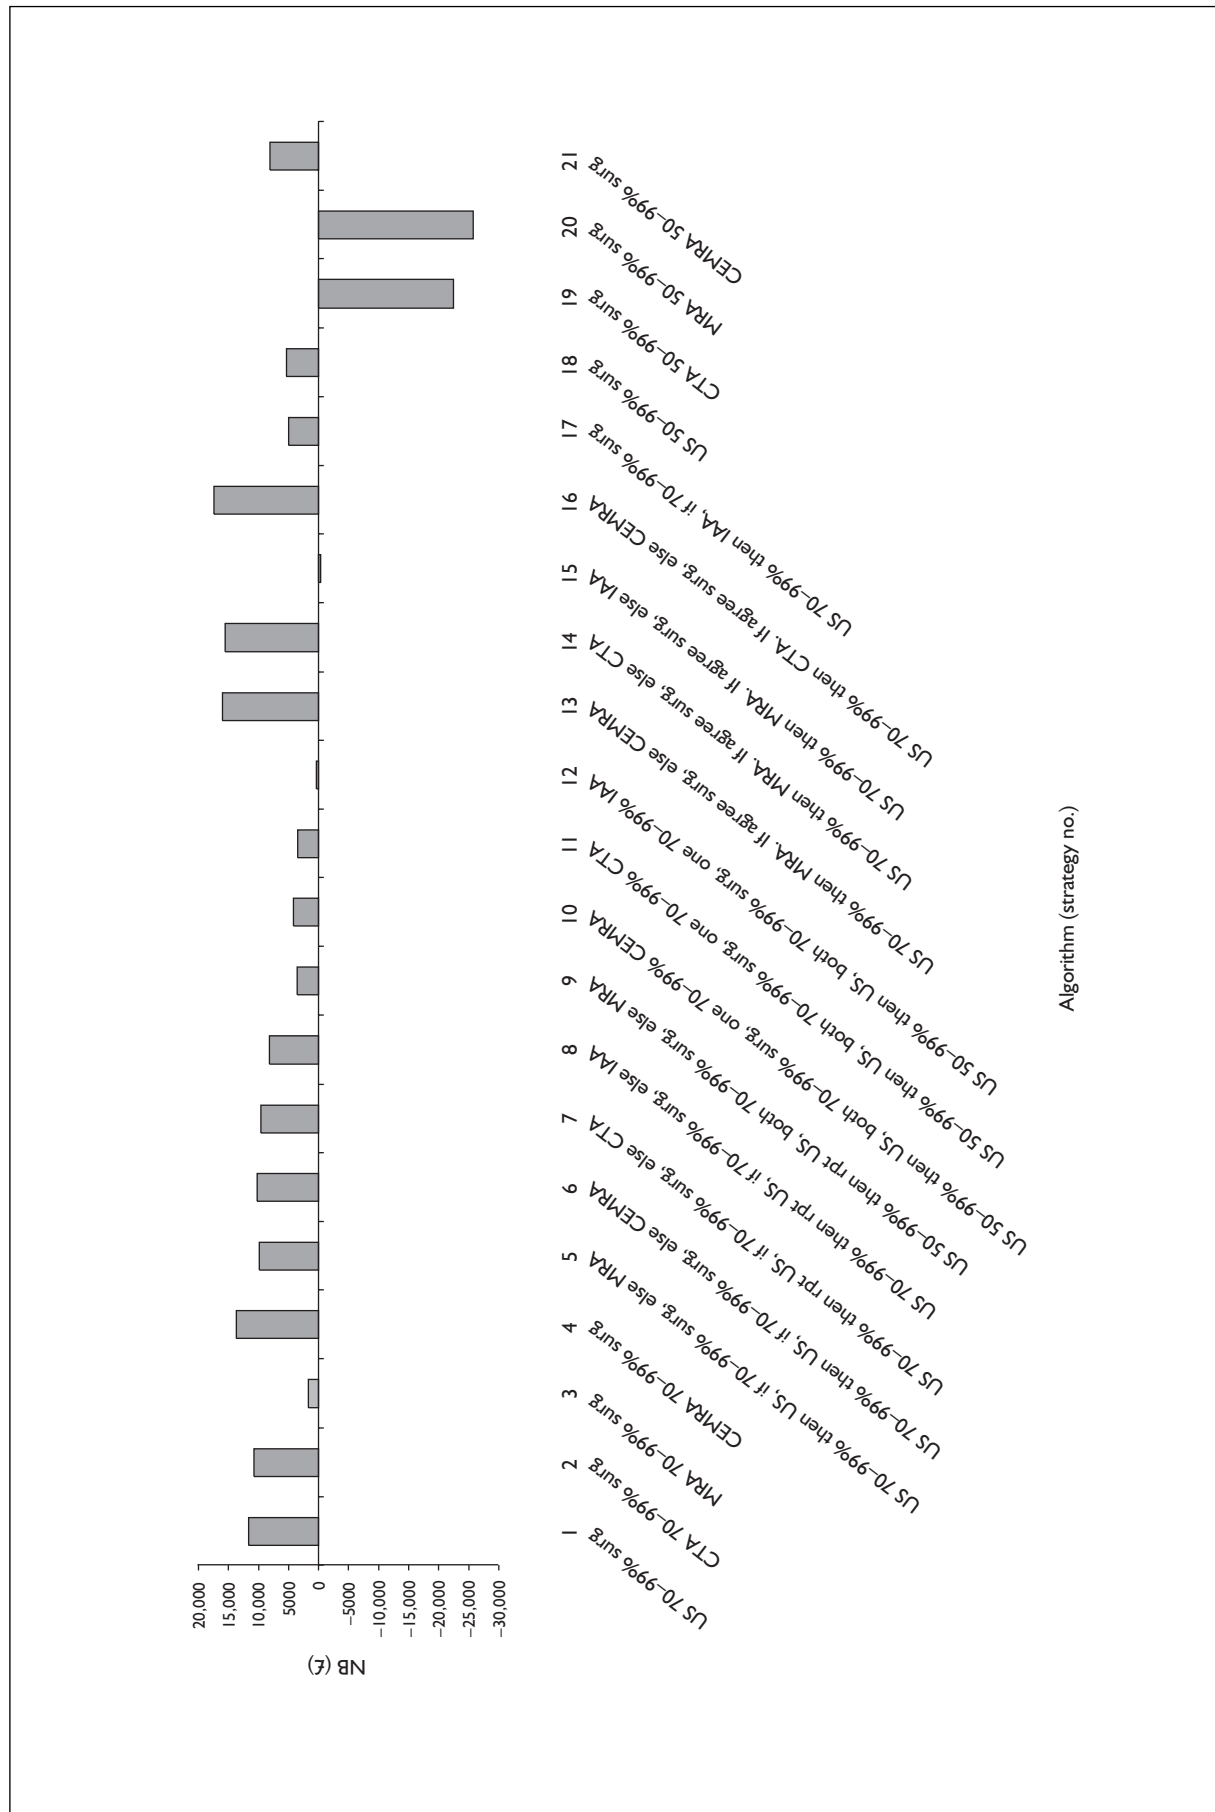 NB (£)
20,000
15,000
10,000
5000
0
–5000
–10,000
–15,000
–20,000
–25,000
–30,000
1
2
3
4
5
6
7
8
9
10
11
12
13
14
15
16
17
18
19
20
21
US 70–99% surg
CTA 70–99% surg
MRA 70–99% surg
CEMRA 70–99% surg
US 70–99% then US, if 70–99% surg, else MRA
US 70–99% then US, if 70–99% surg, else CEMRA
US 70–99% then rpt US, if 70–99% surg, else CTA
US 70–99% then rpt US, if 70–99% surg, else IAA
US 50–99% then rpt US, both 70–99% surg, else MRA
US 50–99% then US, both 70–99% surg, one 70–99% CEMRA
US 50–99% then US, both 70–99% surg, one 70–99% CTA
US 50–99% then US, both 70–99% surg, one 70–99% IAA
US 70–99% then MRA. If agree surg, else CEMRA
US 70–99% then MRA. If agree surg, else CTA
US 70–99% then MRA. If agree surg, else IAA
US 70–99% then CTA. If agree surg, else CEMRA
US 70–99% then IAA, if 70–99% surg
US 50–99% surg
CTA 50–99% surg
MRA 50–99% surg
CEMRA 50–99% surg
Algorithm (strategy no.)